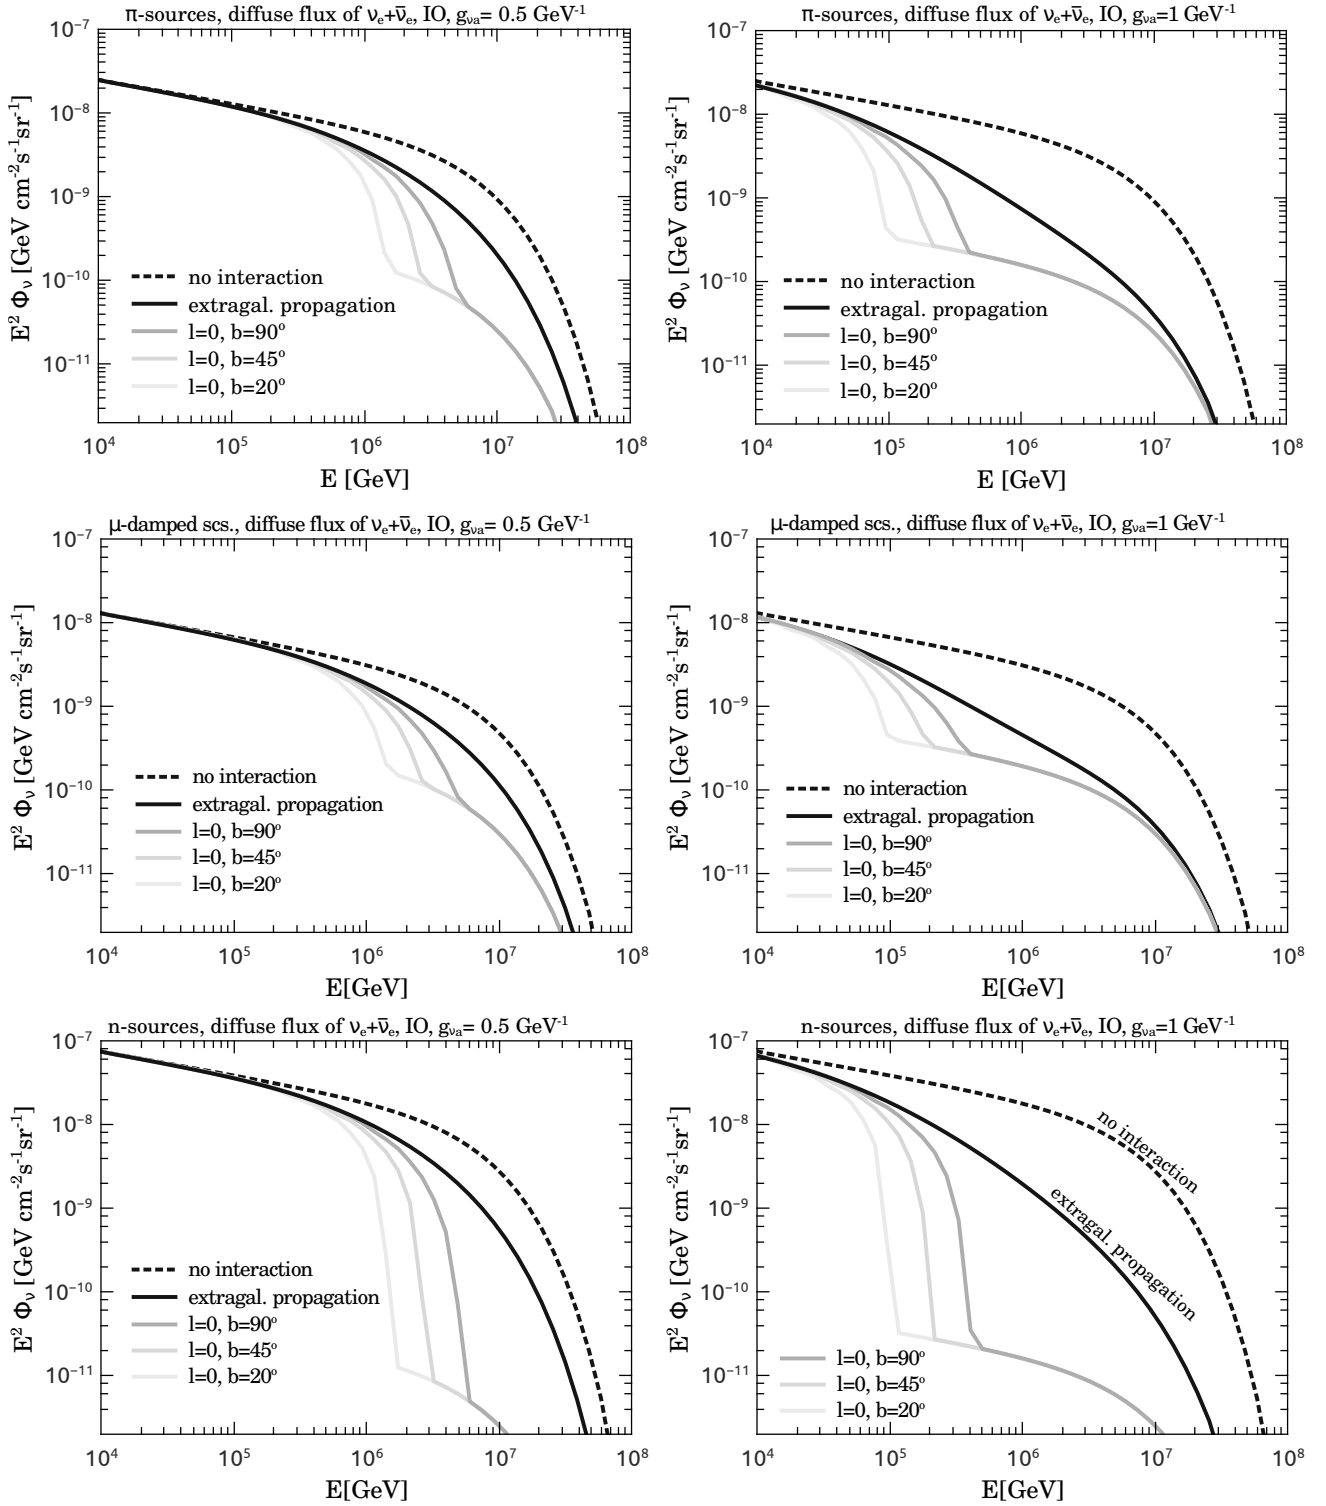 π-sources, diffuse flux of νₑ+ν̄ₑ, IO, gᵥₐ= 0.5 GeV⁻¹
E² Φᵥ [GeV cm⁻²s⁻¹sr⁻¹]
10⁻⁷
10⁻⁸
10⁻⁹
10⁻¹⁰
10⁻¹¹
no interaction
extragal. propagation
l=0, b=90º
l=0, b=45º
l=0, b=20º
10⁴ 10⁵ 10⁶ 10⁷ 10⁸
E [GeV]
π-sources, diffuse flux of νₑ+ν̄ₑ, IO, gᵥₐ=1 GeV⁻¹
E² Φᵥ [GeV cm⁻²s⁻¹sr⁻¹]
10⁻⁷
10⁻⁸
10⁻⁹
10⁻¹⁰
10⁻¹¹
no interaction
extragal. propagation
l=0, b=90º
l=0, b=45º
l=0, b=20º
10⁴ 10⁵ 10⁶ 10⁷ 10⁸
E [GeV]
μ-damped scs., diffuse flux of νₑ+ν̄ₑ, IO, gᵥₐ= 0.5 GeV⁻¹
E² Φᵥ [GeV cm⁻²s⁻¹sr⁻¹]
10⁻⁷
10⁻⁸
10⁻⁹
10⁻¹⁰
10⁻¹¹
no interaction
extragal. propagation
l=0, b=90º
l=0, b=45º
l=0, b=20º
10⁴ 10⁵ 10⁶ 10⁷ 10⁸
E[GeV]
μ-damped scs., diffuse flux of νₑ+ν̄ₑ, IO, gᵥₐ=1 GeV⁻¹
E² Φᵥ [GeV cm⁻²s⁻¹sr⁻¹]
10⁻⁷
10⁻⁸
10⁻⁹
10⁻¹⁰
10⁻¹¹
no interaction
extragal. propagation
l=0, b=90º
l=0, b=45º
l=0, b=20º
10⁴ 10⁵ 10⁶ 10⁷ 10⁸
E[GeV]
n-sources, diffuse flux of νₑ+ν̄ₑ, IO, gᵥₐ= 0.5 GeV⁻¹
E² Φᵥ [GeV cm⁻²s⁻¹sr⁻¹]
10⁻⁷
10⁻⁸
10⁻⁹
10⁻¹⁰
10⁻¹¹
no interaction
extragal. propagation
l=0, b=90º
l=0, b=45º
l=0, b=20º
10⁴ 10⁵ 10⁶ 10⁷ 10⁸
E[GeV]
n-sources, diffuse flux of νₑ+ν̄ₑ, IO, gᵥₐ=1 GeV⁻¹
E² Φᵥ [GeV cm⁻²s⁻¹sr⁻¹]
10⁻⁷
10⁻⁸
10⁻⁹
10⁻¹⁰
10⁻¹¹
no interaction
extragal. propagation
l=0, b=90º
l=0, b=45º
l=0, b=20º
10⁴ 10⁵ 10⁶ 10⁷ 10⁸
E[GeV]